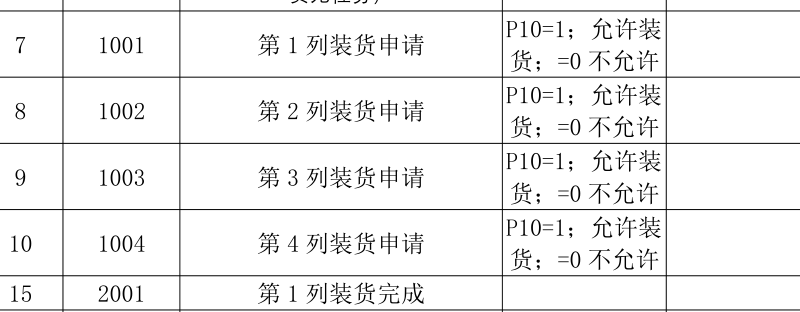 7 1001 第 1 列装货申请 P10=1；允许装
货；=0 不允许
8 1002 第 2 列装货申请 P10=1；允许装
货；=0 不允许
9 1003 第 3 列装货申请 P10=1；允许装
货；=0 不允许
10 1004 第 4 列装货申请 P10=1；允许装
货；=0 不允许
15 2001 第 1 列装货完成